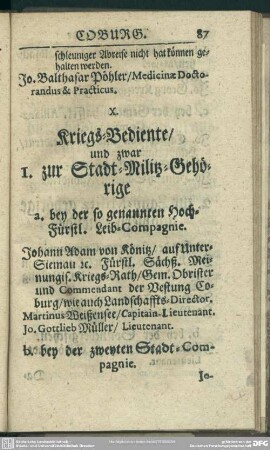 COBURG. 87
schleuniger Abreise nicht hat können ge-
halten werden.
Jo. Balthasar Pöhler/Medicinæ Docto-
randus & Practicus.
X.
Kriegs-Bediente/
und zwar
1. zur Stadt-Militz-Gehö-
rige
a. bey der so genannten Hoch-
Fürstl. Leib-Compagnie.
Johann Adam von Könitz/ auf Unter-
Siemau ꝛc. Fürstl. Sächß. Mei-
nungis. Kriegs-Rath/Gem. Obrister
und Commendant der Vestung Co-
burg/wie auch Landschaffts-Director.
Martinus Weißensee/Capitain-Lieutenant.
Jo. Gottlieb Müller/ Lieutenant.
b. bey der zweyten Stadt-Com-
pagnie.
Jo-